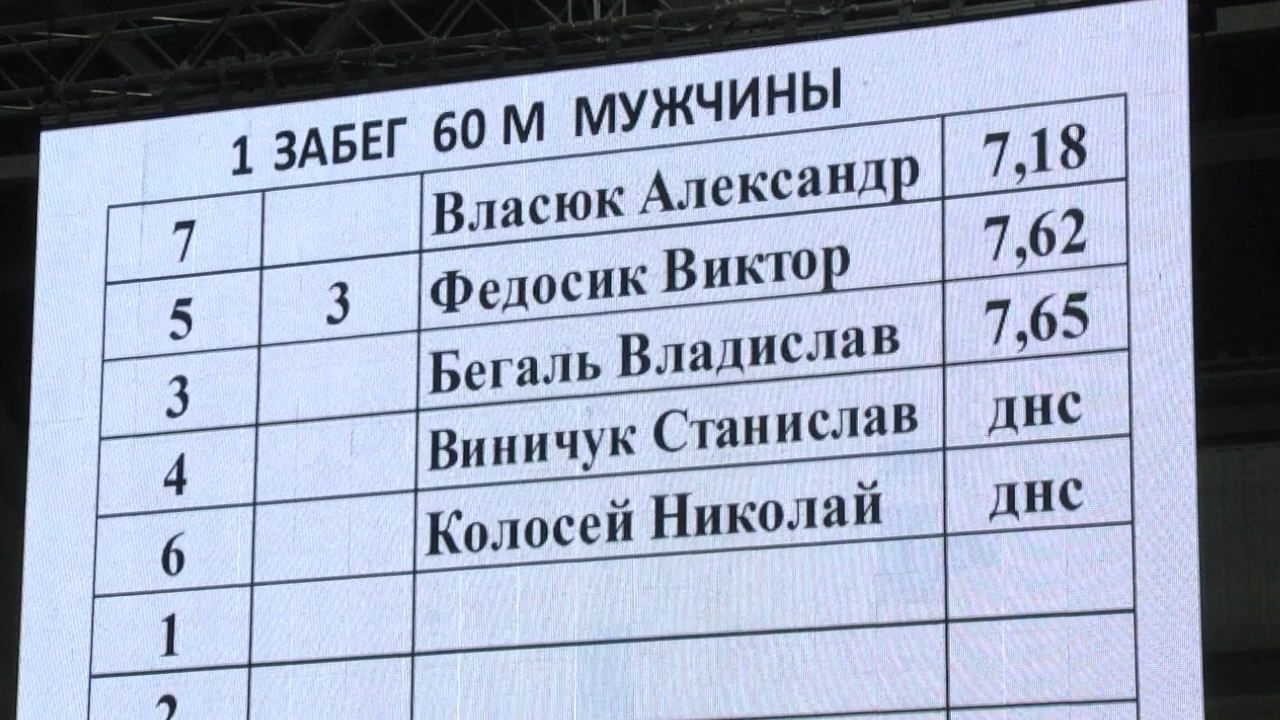 1 ЗАБЕГ 60 М МУЖЧИНЫ
7 Власюк Александр 7,18
5 3 Федосик Виктор 7,62
3 Бегаль Владислав 7,65
4 Виничук Станислав днс
6 Колосей Николай днс
1
2